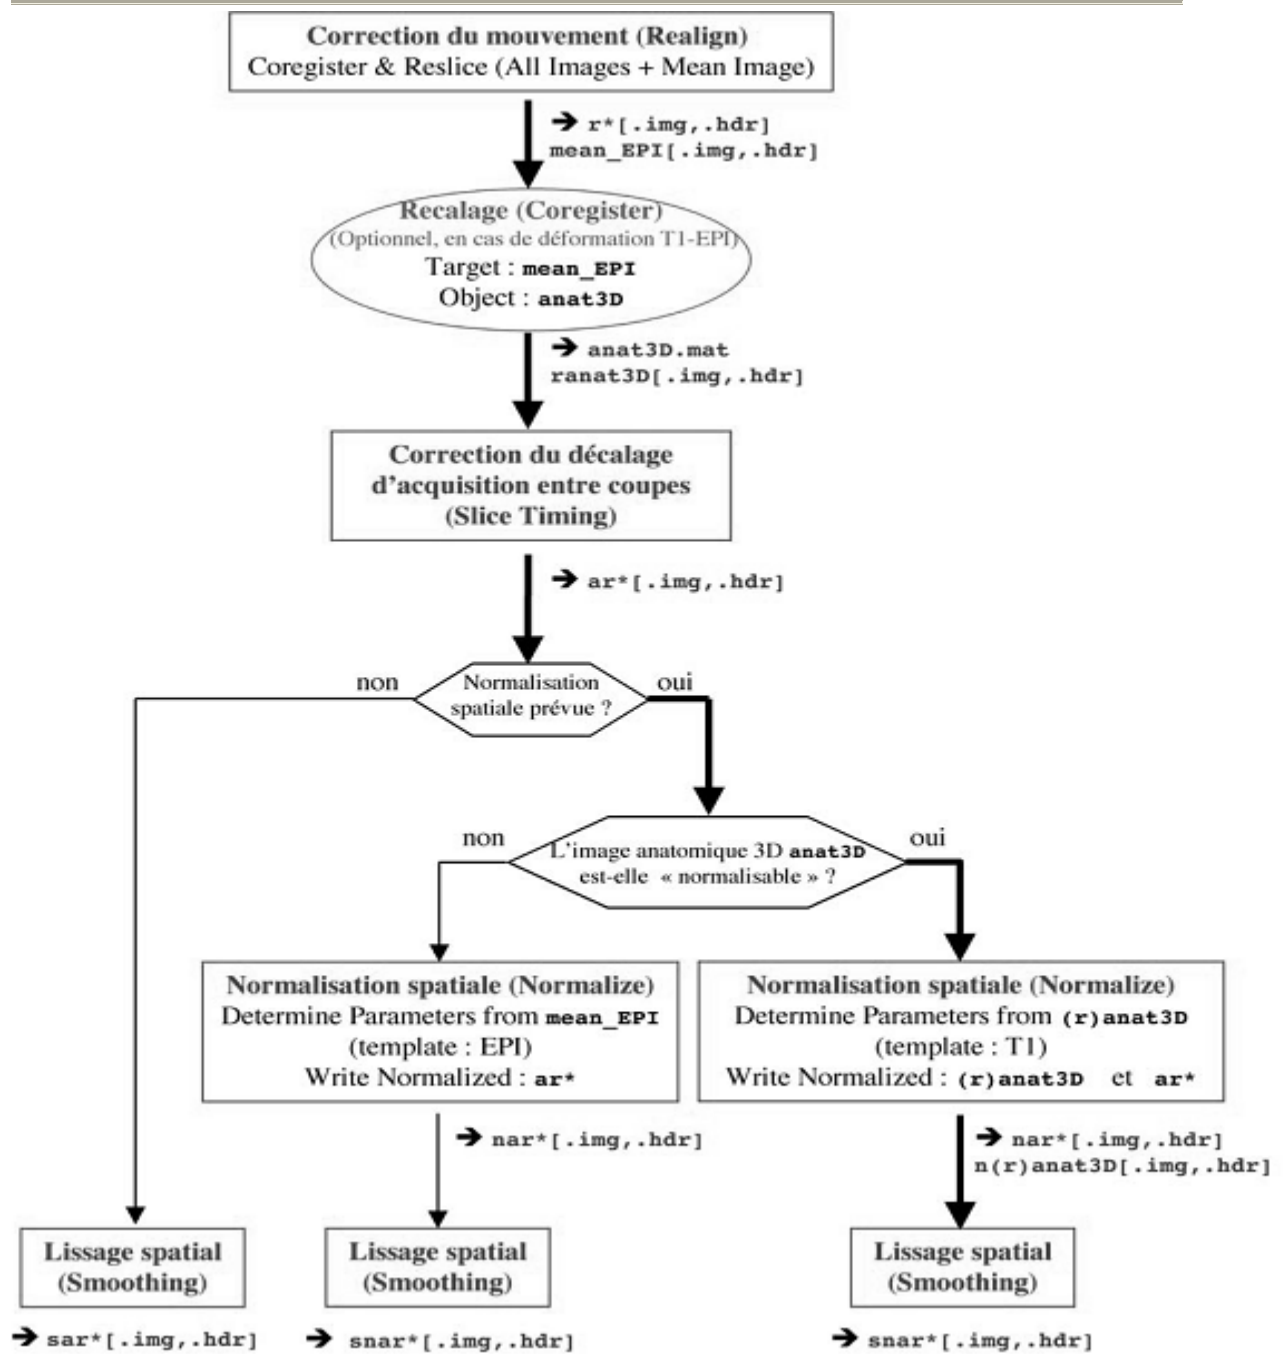 Correction du mouvement (Realign)
Coregister & Reslice (All Images + Mean Image)
➔ r*[.img,.hdr]
mean_EPI[.img,.hdr]
Recalage (Coregister)
(Optionnel, en cas de déformation T1-EPI)
Target : mean_EPI
Object : anat3D
➔ anat3D.mat
ranat3D[.img,.hdr]
Correction du décalage
d'acquisition entre coupes
(Slice Timing)
➔ ar*[.img,.hdr]
non
Normalisation
spatiale prévue ?
oui
non
L'image anatomique 3D anat3D
est-elle « normalisable » ?
oui
Normalisation spatiale (Normalize)
Determine Parameters from mean_EPI
(template : EPI)
Write Normalized : ar*
Normalisation spatiale (Normalize)
Determine Parameters from (r)anat3D
(template : T1)
Write Normalized : (r)anat3D et ar*
➔ nar*[.img,.hdr]
➔ nar*[.img,.hdr]
n(r)anat3D[.img,.hdr]
Lissage spatial
(Smoothing)
➔ sar*[.img,.hdr]
Lissage spatial
(Smoothing)
➔ snar*[.img,.hdr]
Lissage spatial
(Smoothing)
➔ snar*[.img,.hdr]